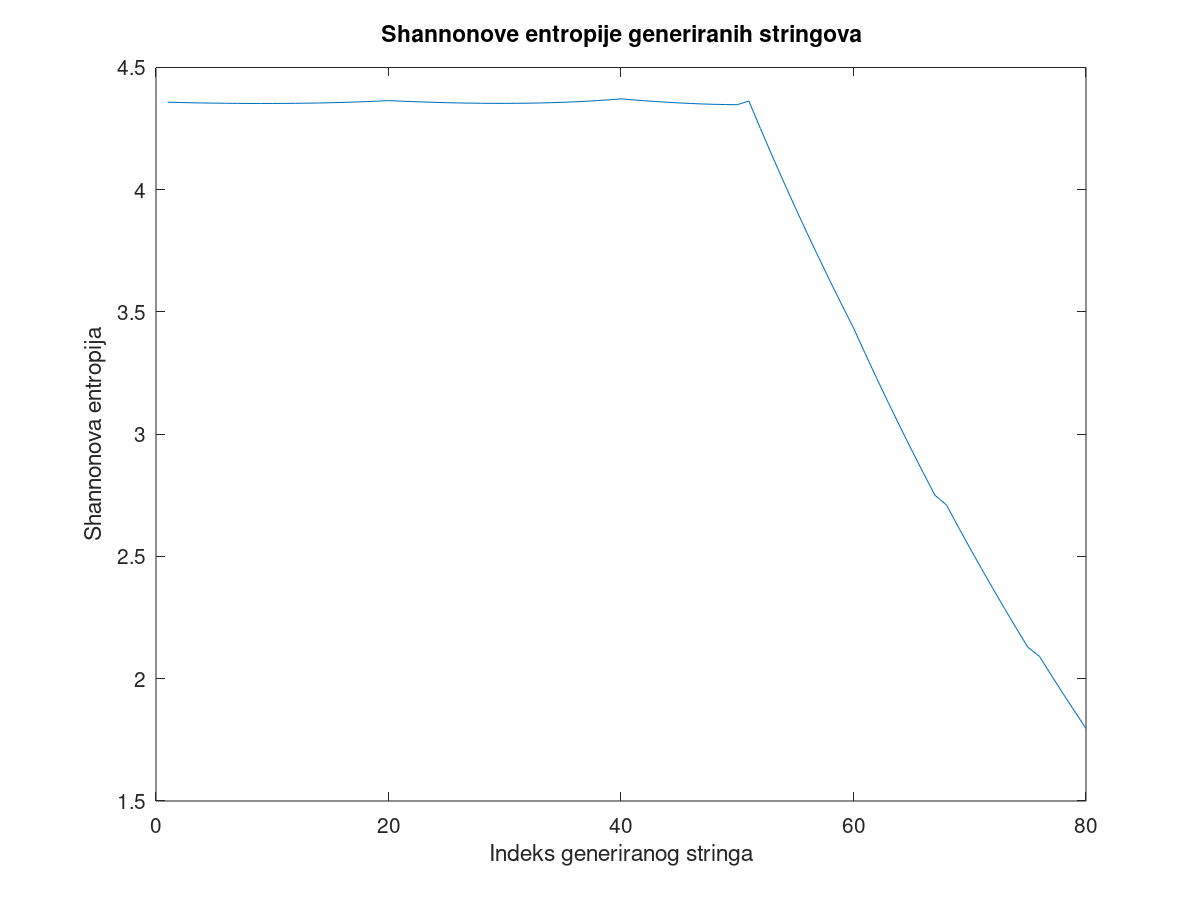 Shannonove entropije generiranih stringova
4.5
4
3.5
3
2.5
2
1.5
Shannonova entropija
0 20 40 60 80
Indeks generiranog stringa